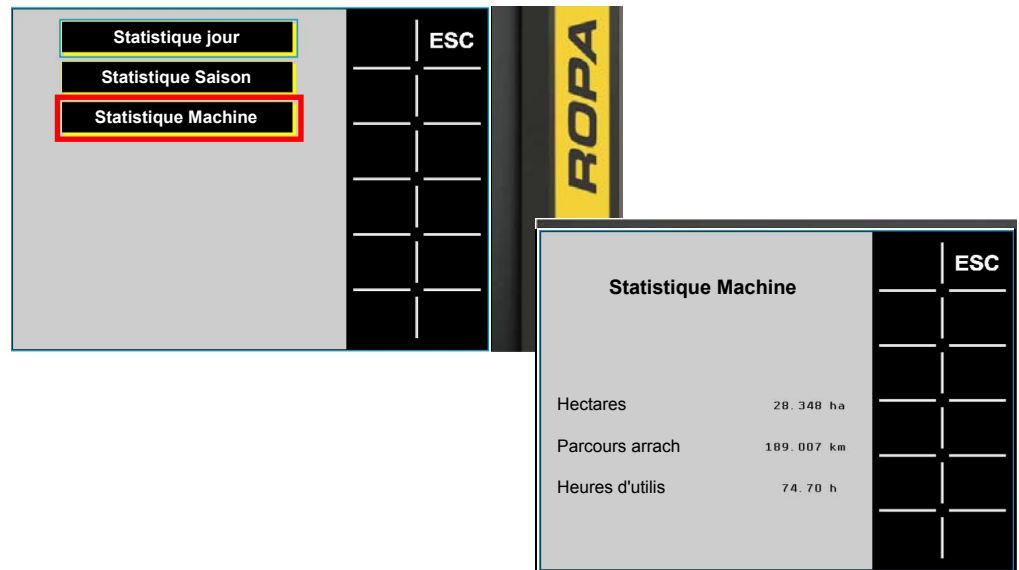 Statistique jour
ESC
Statistique Saison
Statistique Machine
ROPA
ESC
Statistique Machine
Hectares 28.348 ha
Parcours arrach 189.007 km
Heures d'utilis 74.70 h